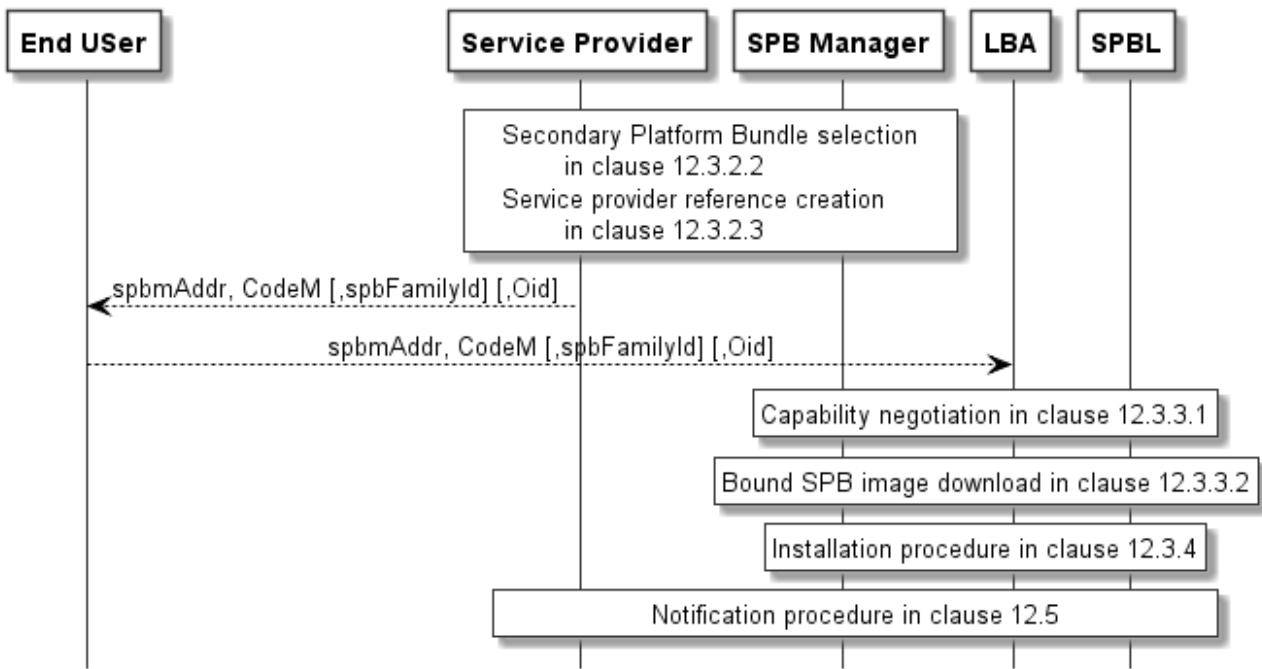 End USer
Service Provider
SPB Manager
LBA
SPBL
Secondary Platform Bundle selection
in clause 12.3.2.2
Service provider reference creation
in clause 12.3.2.3
spbmAddr, CodeM [,spbFamilyId] [,Oid]
spbmAddr, CodeM [,spbFamilyId] [,Oid]
Capability negotiation in clause 12.3.3.1
Bound SPB image download in clause 12.3.3.2
Installation procedure in clause 12.3.4
Notification procedure in clause 12.5